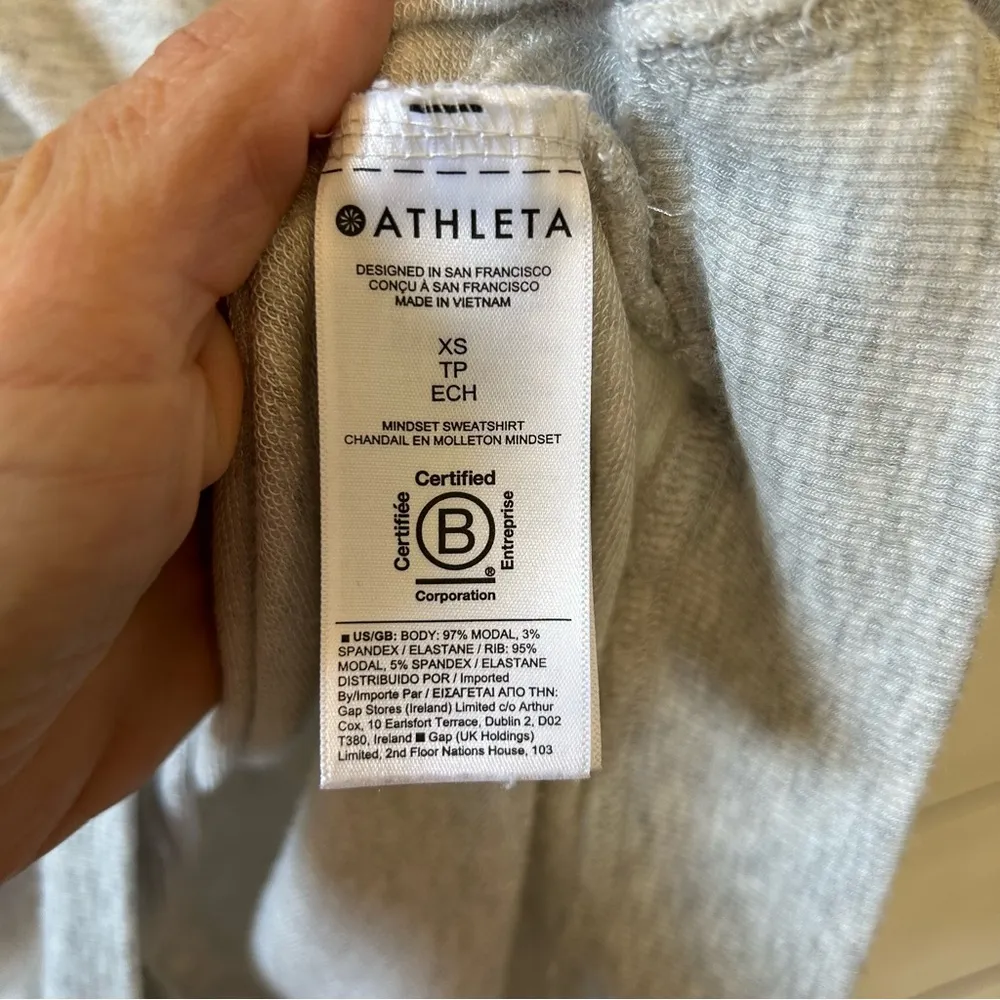 ATHLETA
DESIGNED IN SAN FRANCISCO
CONÇU À SAN FRANCISCO
MADE IN VIETNAM
XS
TP
ECH
MINDSET SWEATSHIRT
CHANDAIL EN MOLLETON MINDSET
Certified
Certifiée
B
Entreprise
®
Corporation
■ US/GB: BODY: 97% MODAL, 3%
SPANDEX / ELASTANE / RIB: 95%
MODAL, 5% SPANDEX / ELASTANE
DISTRIBUIDO POR / Imported
By/Importe Par / ΕΙΣΑΓΕΤΑΙ ΑΠΟ ΤΗΝ:
Gap Stores (Ireland) Limited c/o Arthur
Cox, 10 Earlsfort Terrace, Dublin 2, D02
T380, Ireland ■ Gap (UK Holdings)
Limited, 2nd Floor Nations House, 103